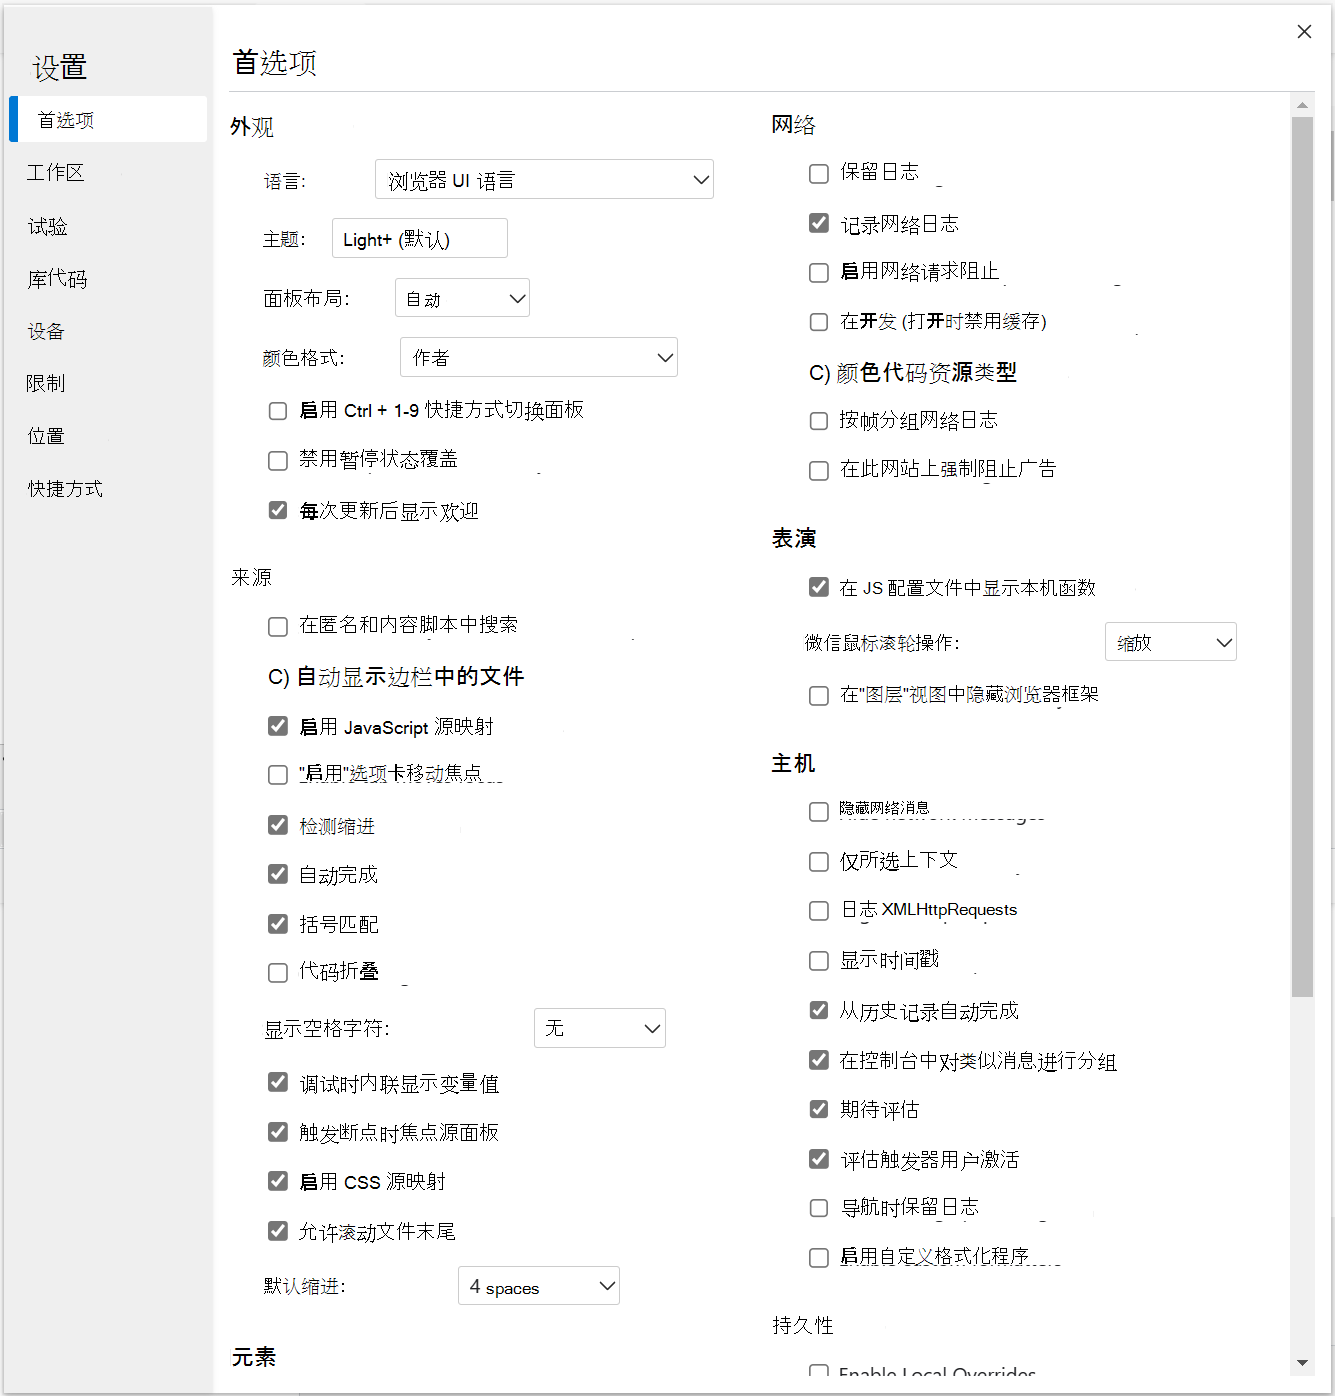 设置
首选项
工作区
试验
库代码
设备
限制
位置
快捷方式
首选项
外观
语言:
浏览器 UI 语言
主题:
Light+ (默认)
面板布局:
自动
颜色格式:
作者
启用 Ctrl + 1-9 快捷方式切换面板
禁用暂停状态覆盖
每次更新后显示欢迎
来源
在匿名和内容脚本中搜索
C) 自动显示边栏中的文件
启用 JavaScript 源映射
"启用"选项卡移动焦点
检测缩进
自动完成
括号匹配
代码折叠
显示空格字符:
无
调试时内联显示变量值
触发断点时焦点源面板
启用 CSS 源映射
允许滚动文件末尾
默认缩进:
4 spaces
元素
网络
保留日志
记录网络日志
启用网络请求阻止
在开发 (打开时禁用缓存)
C) 颜色代码资源类型
按帧分组网络日志
在此网站上强制阻止广告
表演
在 JS 配置文件中显示本机函数
微信鼠标滚轮操作:
缩放
在"图层"视图中隐藏浏览器框架
主机
隐藏网络消息
仅所选上下文
日志 XMLHttpRequests
显示时间戳
从历史记录自动完成
在控制台中对类似消息进行分组
期待评估
评估触发器用户激活
导航时保留日志
启用自定义格式化程序
持久性
Enable Local Overrides